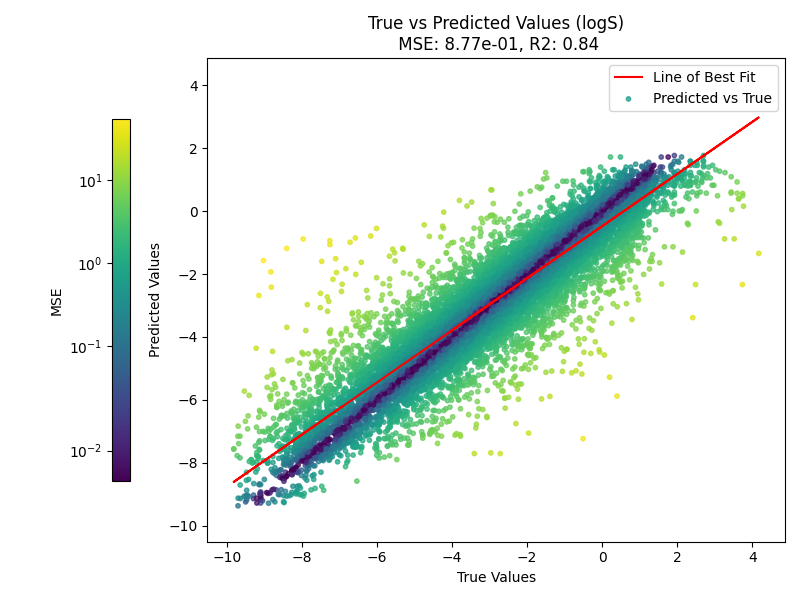 True vs Predicted Values (logS)
MSE: 8.77e-01, R2: 0.84
Line of Best Fit
Predicted vs True
4
2
0
−2
−4
−6
−8
−10
Predicted Values
−10 −8 −6 −4 −2 0 2 4
True Values
10¹
10⁰
10⁻¹
10⁻²
MSE